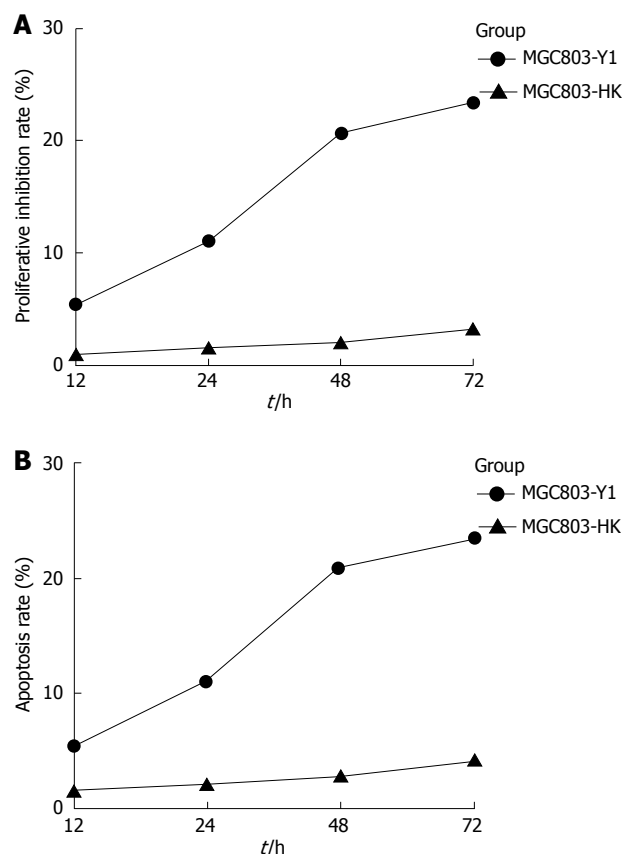 A
30
20
10
0
Proliferative inhibition rate (%)
12
24
48
72
t/h
Group
MGC803-Y1
MGC803-HK
B
30
20
10
0
Apoptosis rate (%)
12
24
48
72
t/h
Group
MGC803-Y1
MGC803-HK